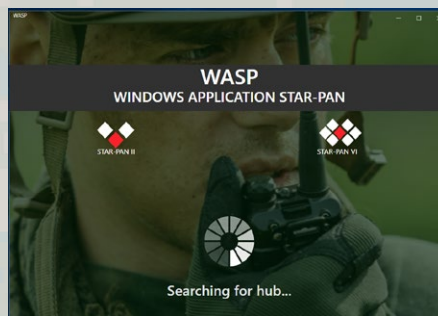 WASP
WASP
WINDOWS APPLICATION STAR-PAN
STAR-PAN II
STAR-PAN VI
Searching for hub...